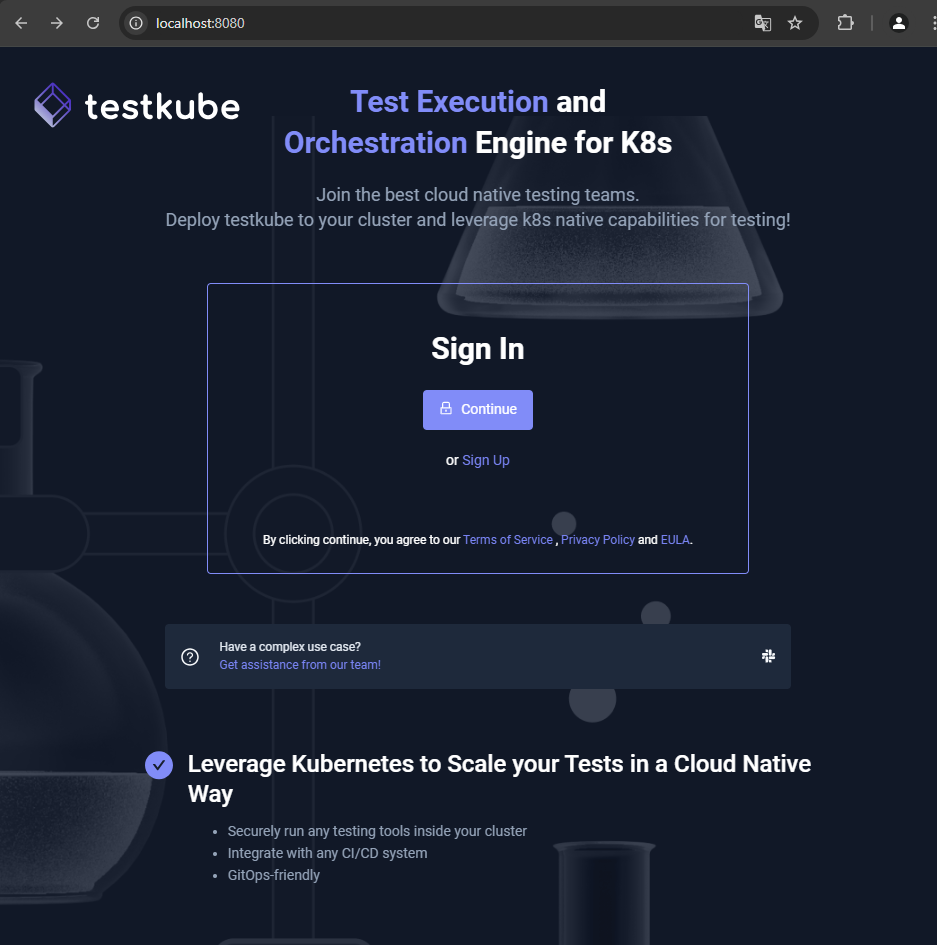 localhost:8080
testkube
Test Execution and
Orchestration Engine for K8s
Join the best cloud native testing teams.
Deploy testkube to your cluster and leverage k8s native capabilities for testing!
Sign In
Continue
or Sign Up
By clicking continue, you agree to our Terms of Service , Privacy Policy and EULA.
Have a complex use case?
Get assistance from our team!
Leverage Kubernetes to Scale your Tests in a Cloud Native
Way
• Securely run any testing tools inside your cluster
• Integrate with any CI/CD system
• GitOps-friendly